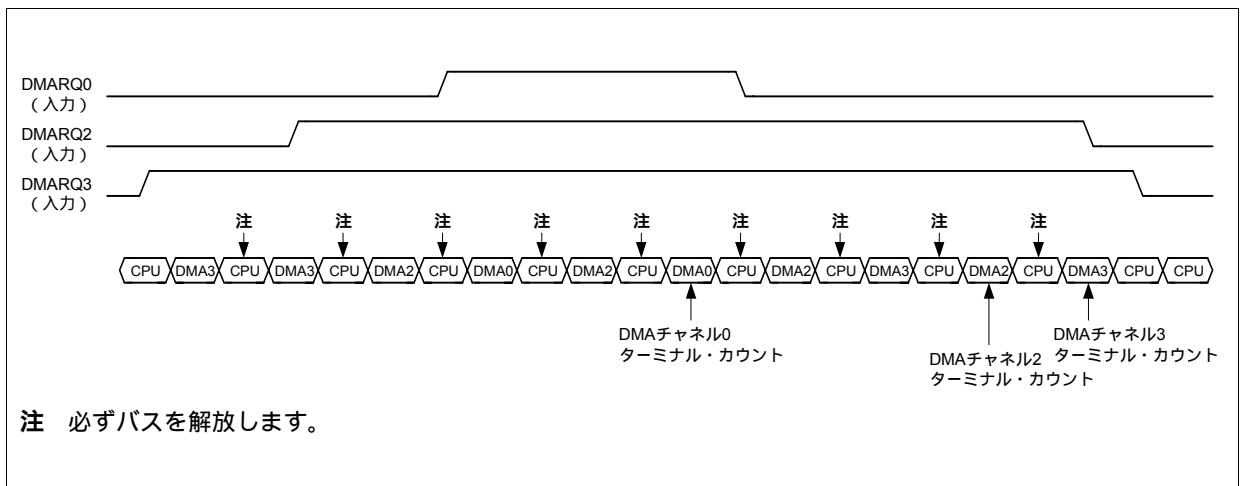 DMARQ0
（入力）
DMARQ2
（入力）
DMARQ3
（入力）
注 注 注 注 注 注 注 注 注
CPU DMA3 CPU DMA3 CPU DMA2 CPU DMA0 CPU DMA2 CPU DMA0 CPU DMA2 CPU DMA3 CPU DMA2 CPU DMA3 CPU CPU
DMAチャネル0
ターミナル・カウント
DMAチャネル2
ターミナル・カウント
DMAチャネル3
ターミナル・カウント
注 必ずバスを解放します。